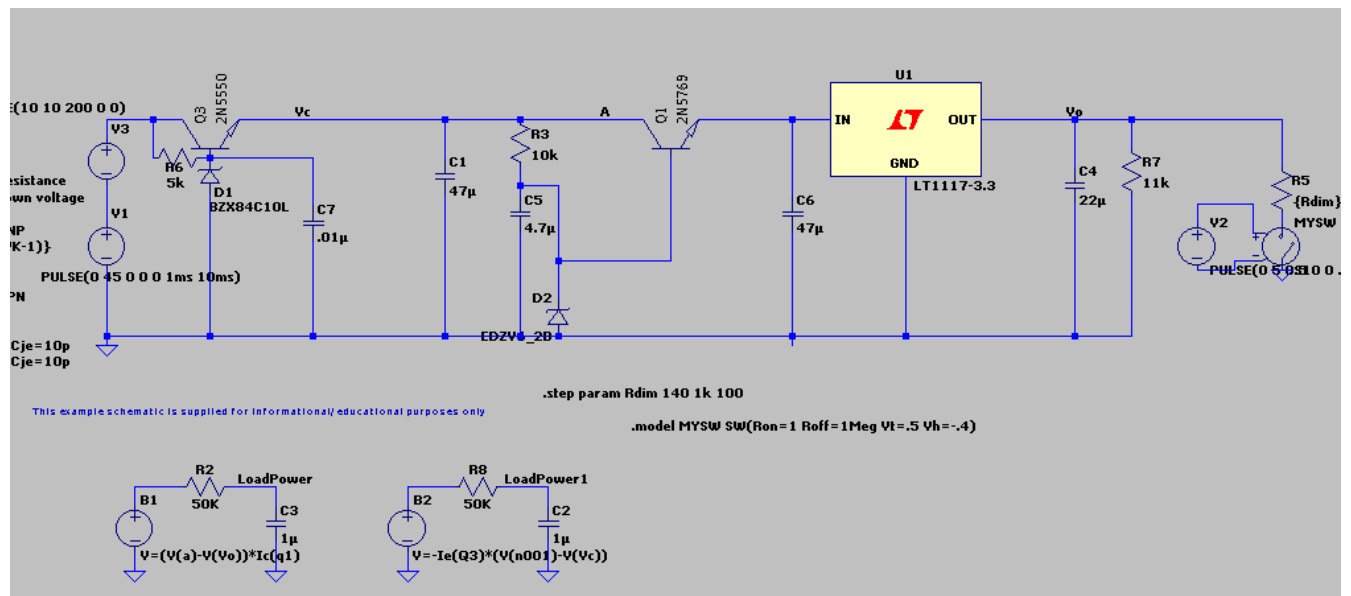 E(10 10 200 0 0)
V3
Q3
2N5550
Vc
A
Q1
2N5769
U1
IN
OUT
GND
LT1117-3.3
Vo
R6
5k
D1
BZX84C10L
C7
.01µ
C1
47µ
R3
10k
C5
4.7µ
C6
47µ
C4
22µ
R7
11k
R5
{Rdim}
MYSW
V2
esistance
own voltage
V1
NP
PK-1)}
PULSE(0 45 0 0 0 1ms 10ms)
PN
D2
Cje=10p
Cje=10p
.step param Rdim 140 1k 100
This example schematic is supplied for informational/educational purposes only
.model MYSW SW(Ron=1 Roff=1Meg Vt=.5 Vh=-.4)
R2
50K
LoadPower
B1
C3
1µ
V=(V(a)-V(Vo))*Ic(q1)
R8
50K
LoadPower1
B2
C2
1µ
V=-Ie(Q3)*(V(n001)-V(Vc))